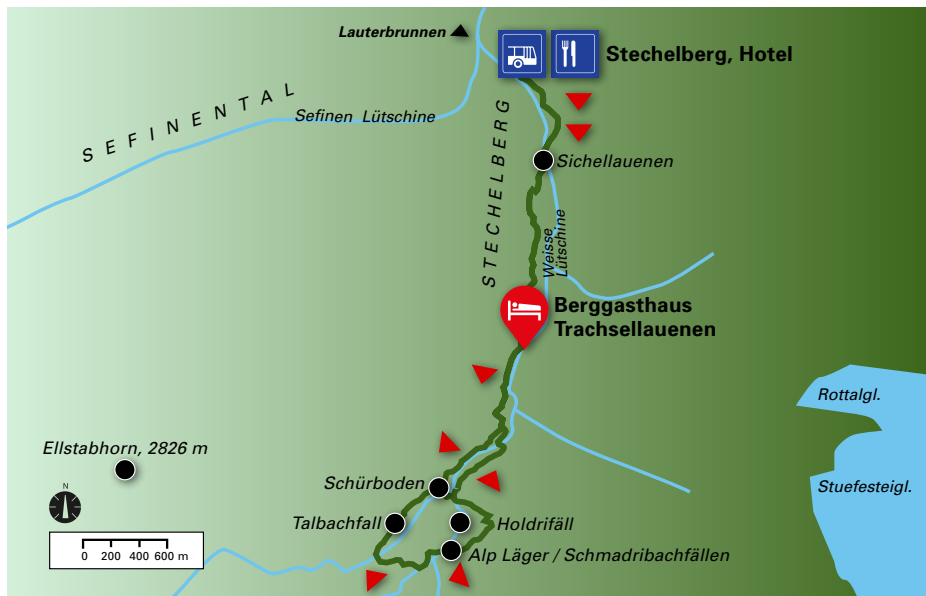 Lauterbrunnen
Stechelberg, Hotel
SEFINENTAL
Sefinen Lütschine
STECHELBERG
Sichellauenen
Weisse
Lütschine
Berggasthaus
Trachsellauenen
Rottalgl.
Ellstabhorn, 2826 m
Schürboden
Stuefesteigl.
N
Talbachfall
Holdrifäll
0 200 400 600 m
Alp Läger / Schmadribachfällen